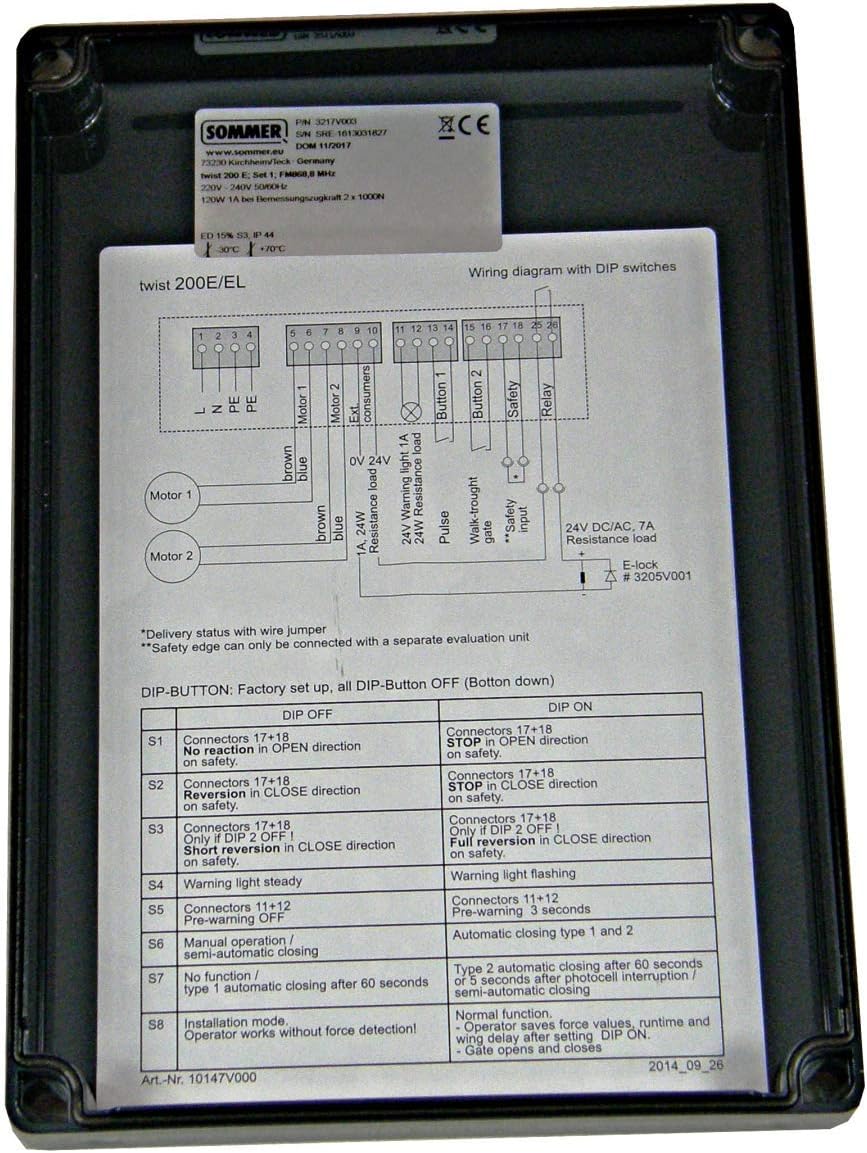 SOMMER
P/N 3217V003
S/N SRE 1613031827
DOM 11/2017
CE
www.sommer.eu
73230 Kirchheim/Teck - Germany
twist 200 E; Set 1; FM868,8 MHz
220V - 240V 50/60Hz
120W 1A bei Bemessungszugkraft 2 x 1000N
ED 15% S3, IP 44
-30°C +70°C
twist 200E/EL
Wiring diagram with DIP switches
1 2 3 4 5 6 7 8 9 10 11 12 13 14 15 16 17 18 25 26
L
N
PE
PE
Motor 1
Motor 2
Ext. consumers
Button 1
Button 2
Safety
Relay
brown
blue
brown
blue
0V 24V
1A, 24W
Resistance load
24V Warning light 1A
24W Resistance load
Pulse
Walk-trought
gate
*
**Safety
input
Motor 1
Motor 2
24V DC/AC, 7A
Resistance load
+
-
E-lock
# 3205V001
*Delivery status with wire jumper
**Safety edge can only be connected with a separate evaluation unit
DIP-BUTTON: Factory set up, all DIP-Button OFF (Botton down)
DIP OFF
DIP ON
S1
Connectors 17+18
No reaction in OPEN direction
on safety.
Connectors 17+18
STOP in OPEN direction
on safety.
S2
Connectors 17+18
Reversion in CLOSE direction
on safety.
Connectors 17+18
STOP in CLOSE direction
on safety.
S3
Connectors 17+18
Only if DIP 2 OFF !
Short reversion in CLOSE direction
on safety.
Connectors 17+18
Only if DIP 2 OFF !
Full reversion in CLOSE direction
on safety.
S4
Warning light steady
Warning light flashing
S5
Connectors 11+12
Pre-warning OFF
Connectors 11+12
Pre-warning 3 seconds
S6
Manual operation /
semi-automatic closing
Automatic closing type 1 and 2
S7
No function /
type 1 automatic closing after 60 seconds
Type 2 automatic closing after 60 seconds
or 5 seconds after photocell interruption /
semi-automatic closing
S8
Installation mode.
Operator works without force detection!
Normal function.
- Operator saves force values, runtime and
wing delay after setting DIP ON.
- Gate opens and closes
Art.-Nr. 10147V000
2014_09_26